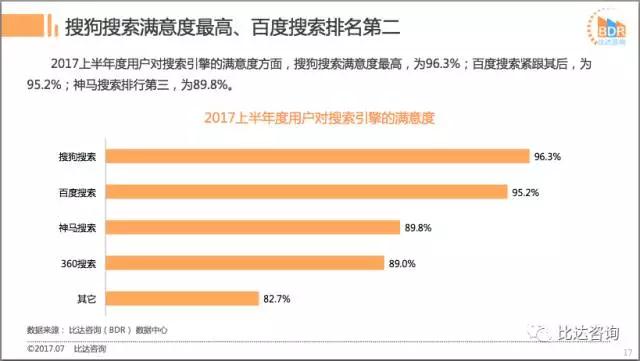 搜狗搜索满意度最高、百度搜索排名第二
BDR
比达咨询
2017上半年度用户对搜索引擎的满意度方面，搜狗搜索满意度最高，为96.3%；百度搜索紧跟其后，为
95.2%；神马搜索排行第三，为89.8%。
2017上半年度用户对搜索引擎的满意度
搜狗搜索 96.3%
百度搜索 95.2%
神马搜索 89.8%
360搜索 89.0%
其它 82.7%
数据来源：比达咨询（BDR）数据中心
©2017.07 比达咨询
比达咨询
17